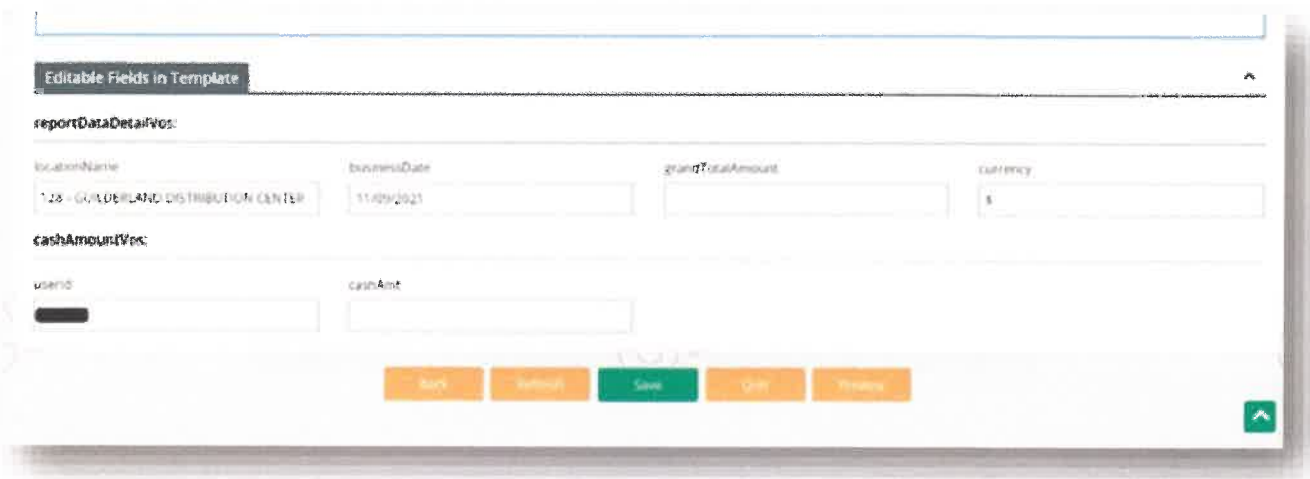 Editable Fields in Template
reportDataDetailVos:
locationName businessDate grandTotalAmount currency
128 - GUILDERLAND DISTRIBUTION CENTER 11/09/2021 $
cashAmountVos:
userId cashAmt
Back Refresh Save Quit Preview